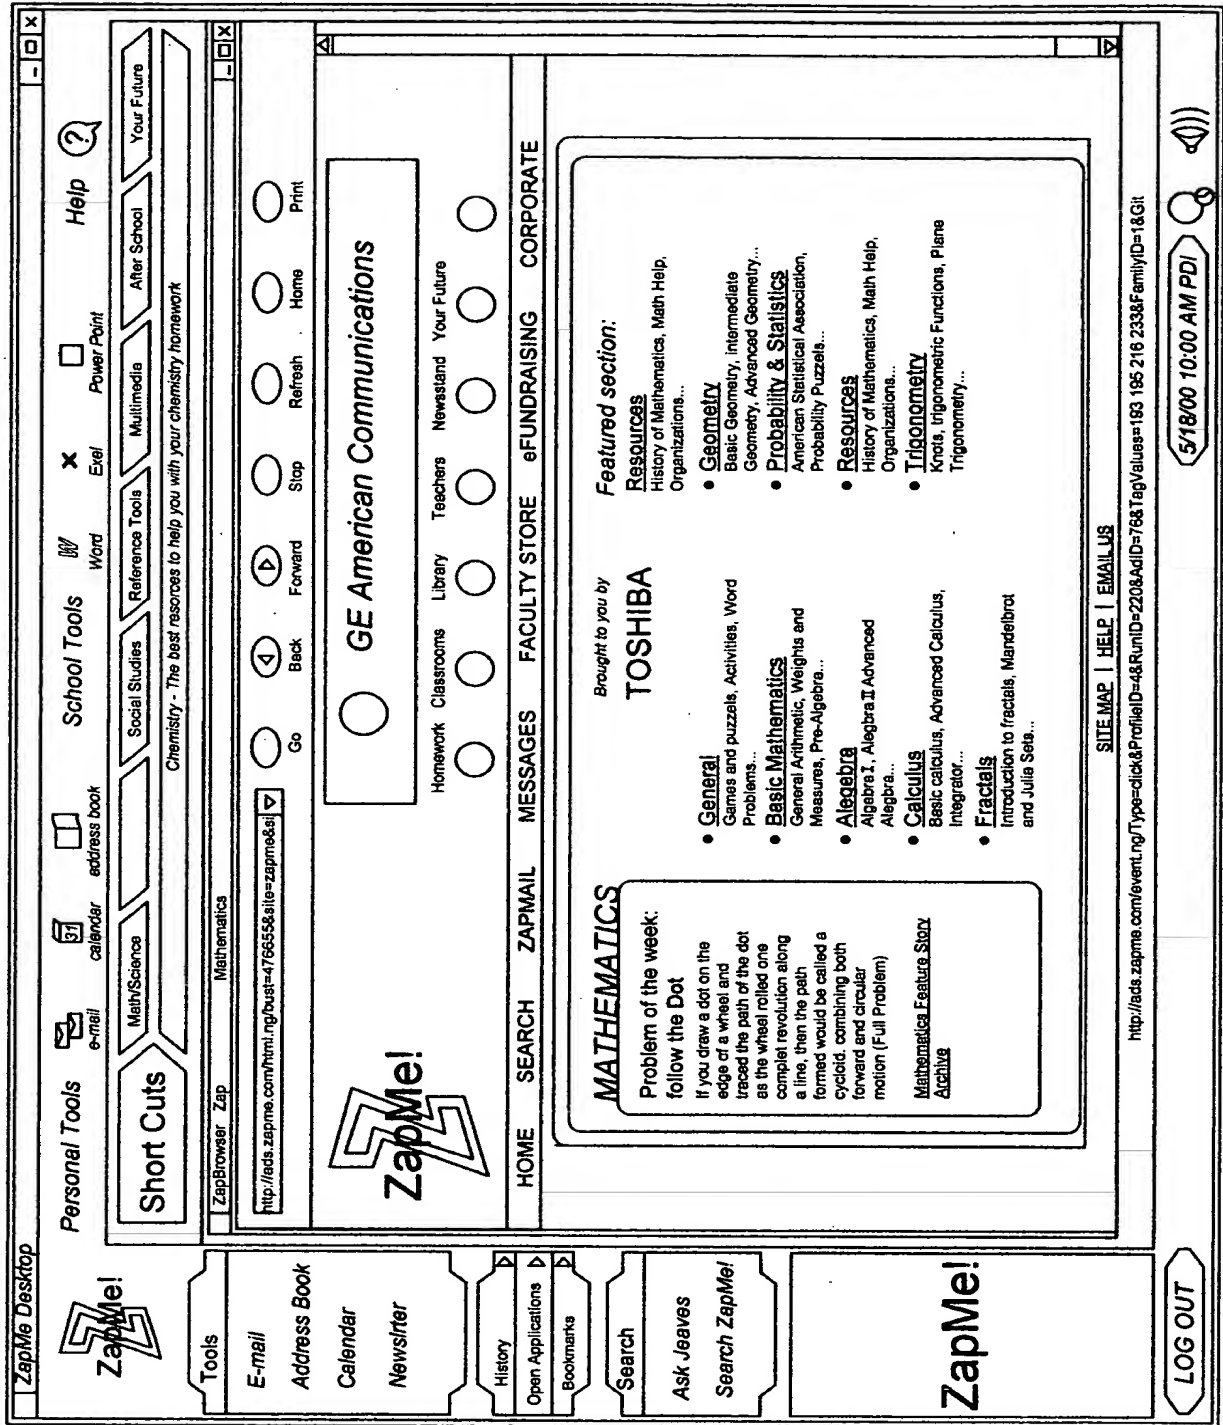 ZapMe Desktop
ZapMe!
Personal Tools
e-mail
31
calendar
address book
School Tools
W
Word
Exel
Power Point
Help ?
Short Cuts
Math/Science
Social Studies
Reference Tools
Multimedia
After School
Your Future
Chemistry - The best resorces to help you with your chemistry homework
Tools
E-mail
Address Book
Calendar
Newslrter
History
Open Applications
Bookmarks
Search
Ask Jeaves
Search ZapMe!
ZapMe!
LOG OUT
ZapBrowser Zap Mathematics
http://ads.zapme.com/html.ng/bust=476655&site=zapme&si
Go Back Forward Stop Refresh Home Print
ZapMe!
GE American Communications
Homework Classrooms Library Teachers Newsstand Your Future
HOME SEARCH ZAPMAIL MESSAGES FACULTY STORE eFUNDRAISING CORPORATE
MATHEMATICS
Problem of the week:
follow the Dot
If you draw a dot on the
edge of a wheel and
traced the path of the dot
as the wheel rolled one
complet revolution along
a line, then the path
formed would be called a
cycloid. combining both
forward and circular
motion (Full Problem)
Mathematica Feature Story
Archive
Brought to you by
TOSHIBA
• General
Games and puzzels, Activities, Word
Problems...
• Basic Mathematics
General Arithmetic, Weights and
Measures, Pre-Algebra...
• Alegebra
Algebra I, Alegbra II Advanced
Alegbra...
• Calculus
Basic calculus, Advanced Calculus,
Integrator...
• Fractals
Introduction to fractals, Mandelbrot
and Julia Sets...
Featured section:
Resources
History of Mathematics, Math Help,
Organizations...
• Geometry
Basic Geometry, intermediate
Geometry, Advanced Geometry...
• Probability & Statistics
American Statistical Association,
Probability Puzzels...
• Resources
History of Mathematics, Math Help,
Organizations...
• Trigonometry
Knots, trigonometric Functions, Plane
Trigonometry...
SITE MAP | HELP | EMAIL US
http://ads.zapme.com/event.ng/Type=click&ProfileID=4&RunID=220&AdID=76&TagValues=193 195 216 233&FamilyID=1&Git
5/18/00 10:00 AM PDI